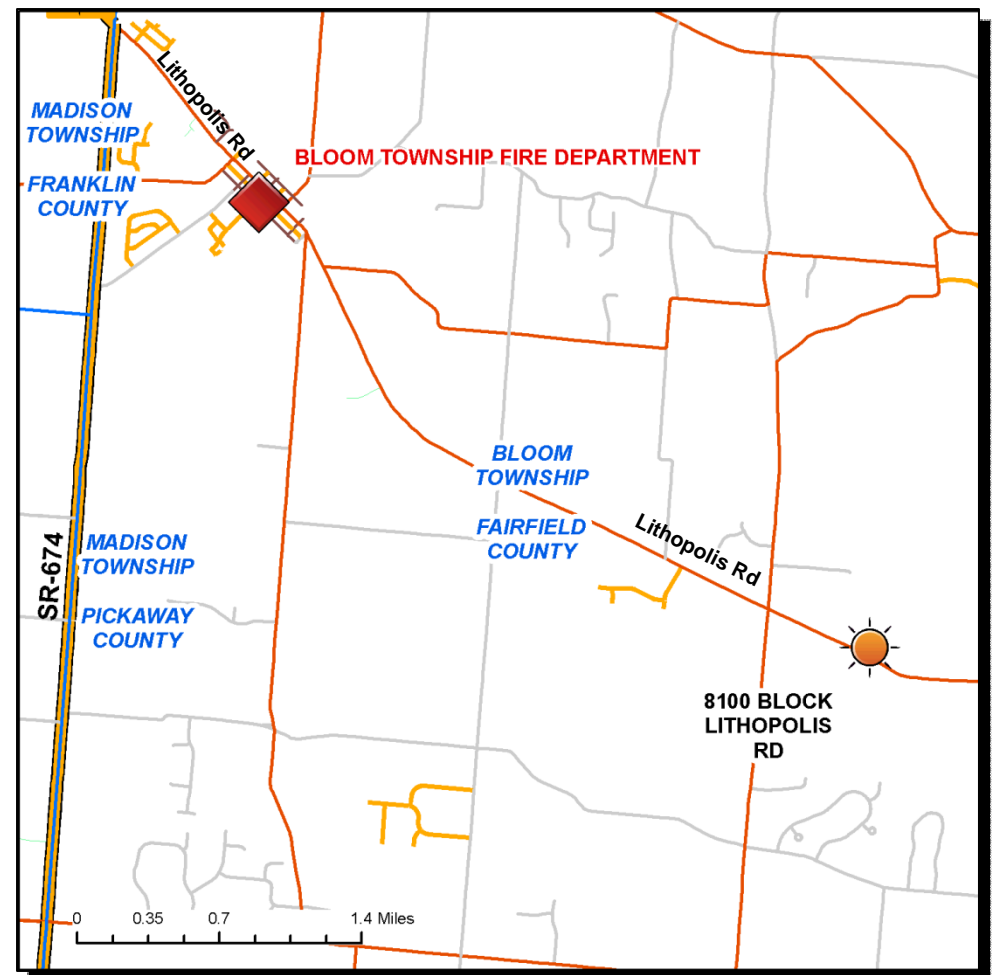 Lithopolis Rd
MADISON
TOWNSHIP
BLOOM TOWNSHIP FIRE DEPARTMENT
FRANKLIN
COUNTY
BLOOM
TOWNSHIP
FAIRFIELD
COUNTY
Lithopolis Rd
SR-674
MADISON
TOWNSHIP
PICKAWAY
COUNTY
8100 BLOCK
LITHOPOLIS
RD
0 0.35 0.7 1.4 Miles